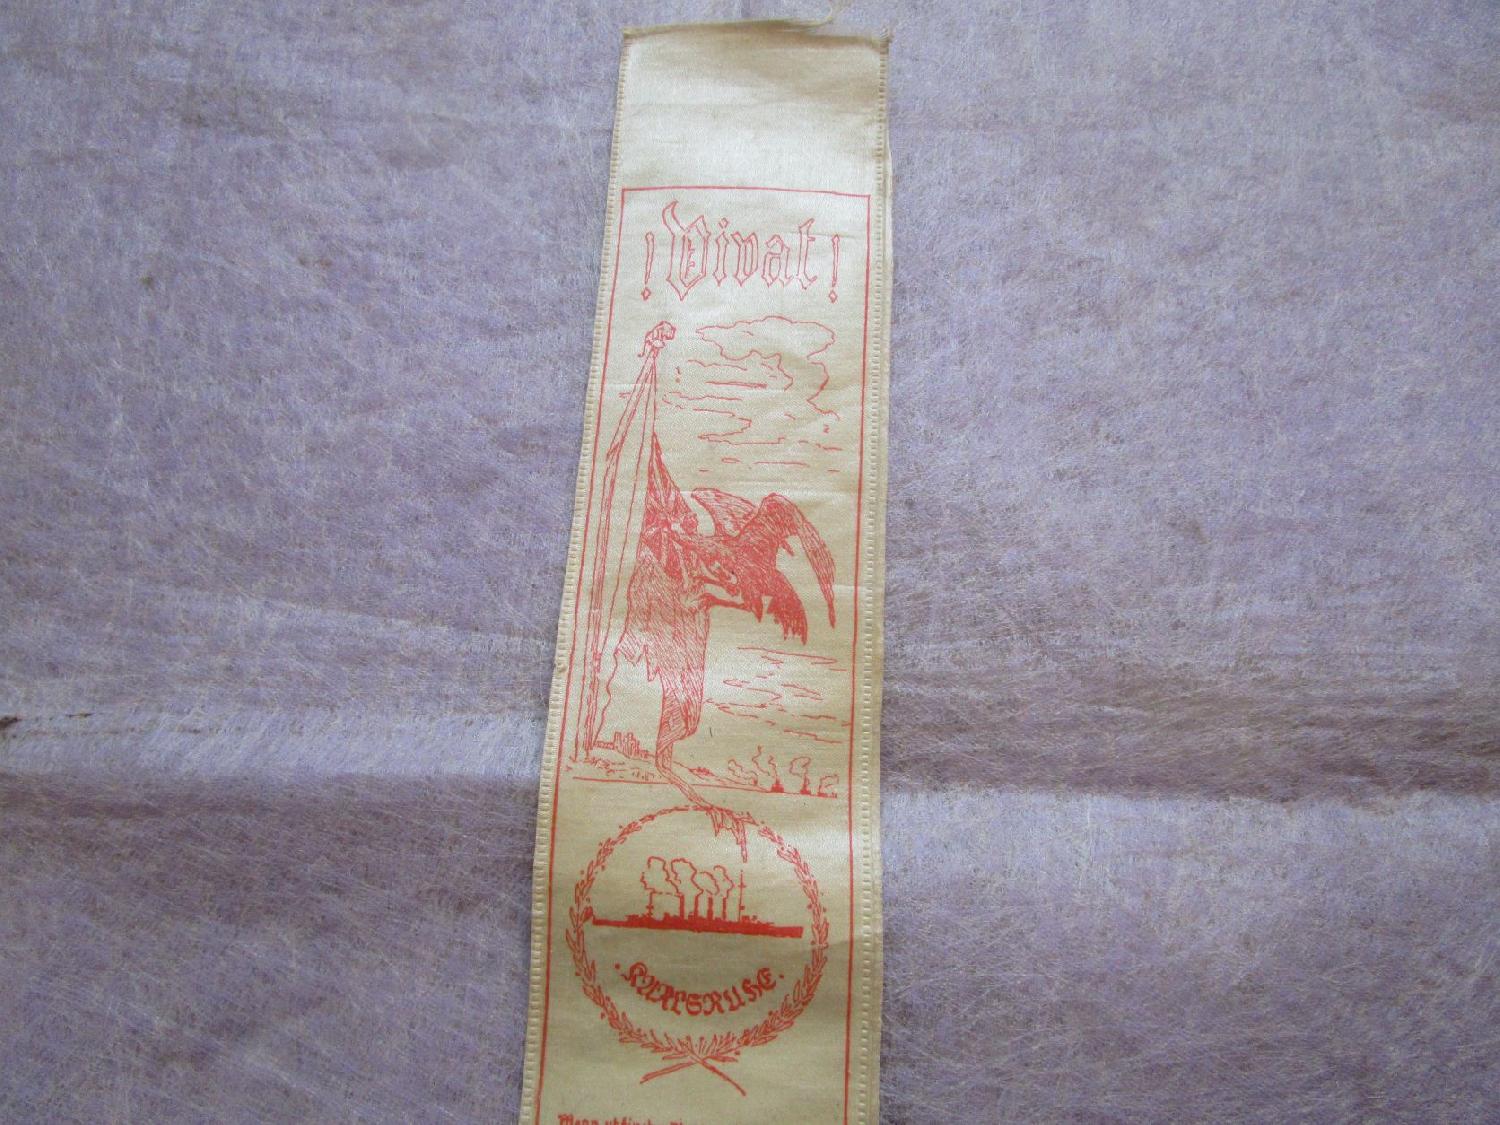 ! Vivat !
· KARLSRUHE ·